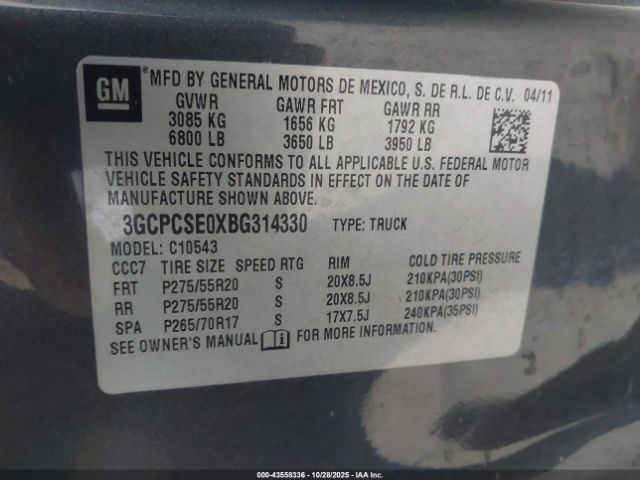 GM
MFD BY GENERAL MOTORS DE MEXICO, S. DE R.L. DE C.V. 04/11
GVWR GAWR FRT GAWR RR
3085 KG 1656 KG 1792 KG
6800 LB 3650 LB 3950 LB
THIS VEHICLE CONFORMS TO ALL APPLICABLE U.S. FEDERAL MOTOR
VEHICLE SAFETY STANDARDS IN EFFECT ON THE DATE OF
MANUFACTURE SHOWN ABOVE.
3GCPCSE0XBG314330 TYPE: TRUCK
MODEL: C10543
CCC7 TIRE SIZE SPEED RTG RIM COLD TIRE PRESSURE
FRT P275/55R20 S 20X8.5J 210KPA(30PSI)
RR P275/55R20 S 20X8.5J 210KPA(30PSI)
SPA P265/70R17 S 17X7.5J 240KPA(35PSI)
SEE OWNER'S MANUAL i FOR MORE INFORMATION.
000-43558336 - 10/28/2025 - IAAI.COM